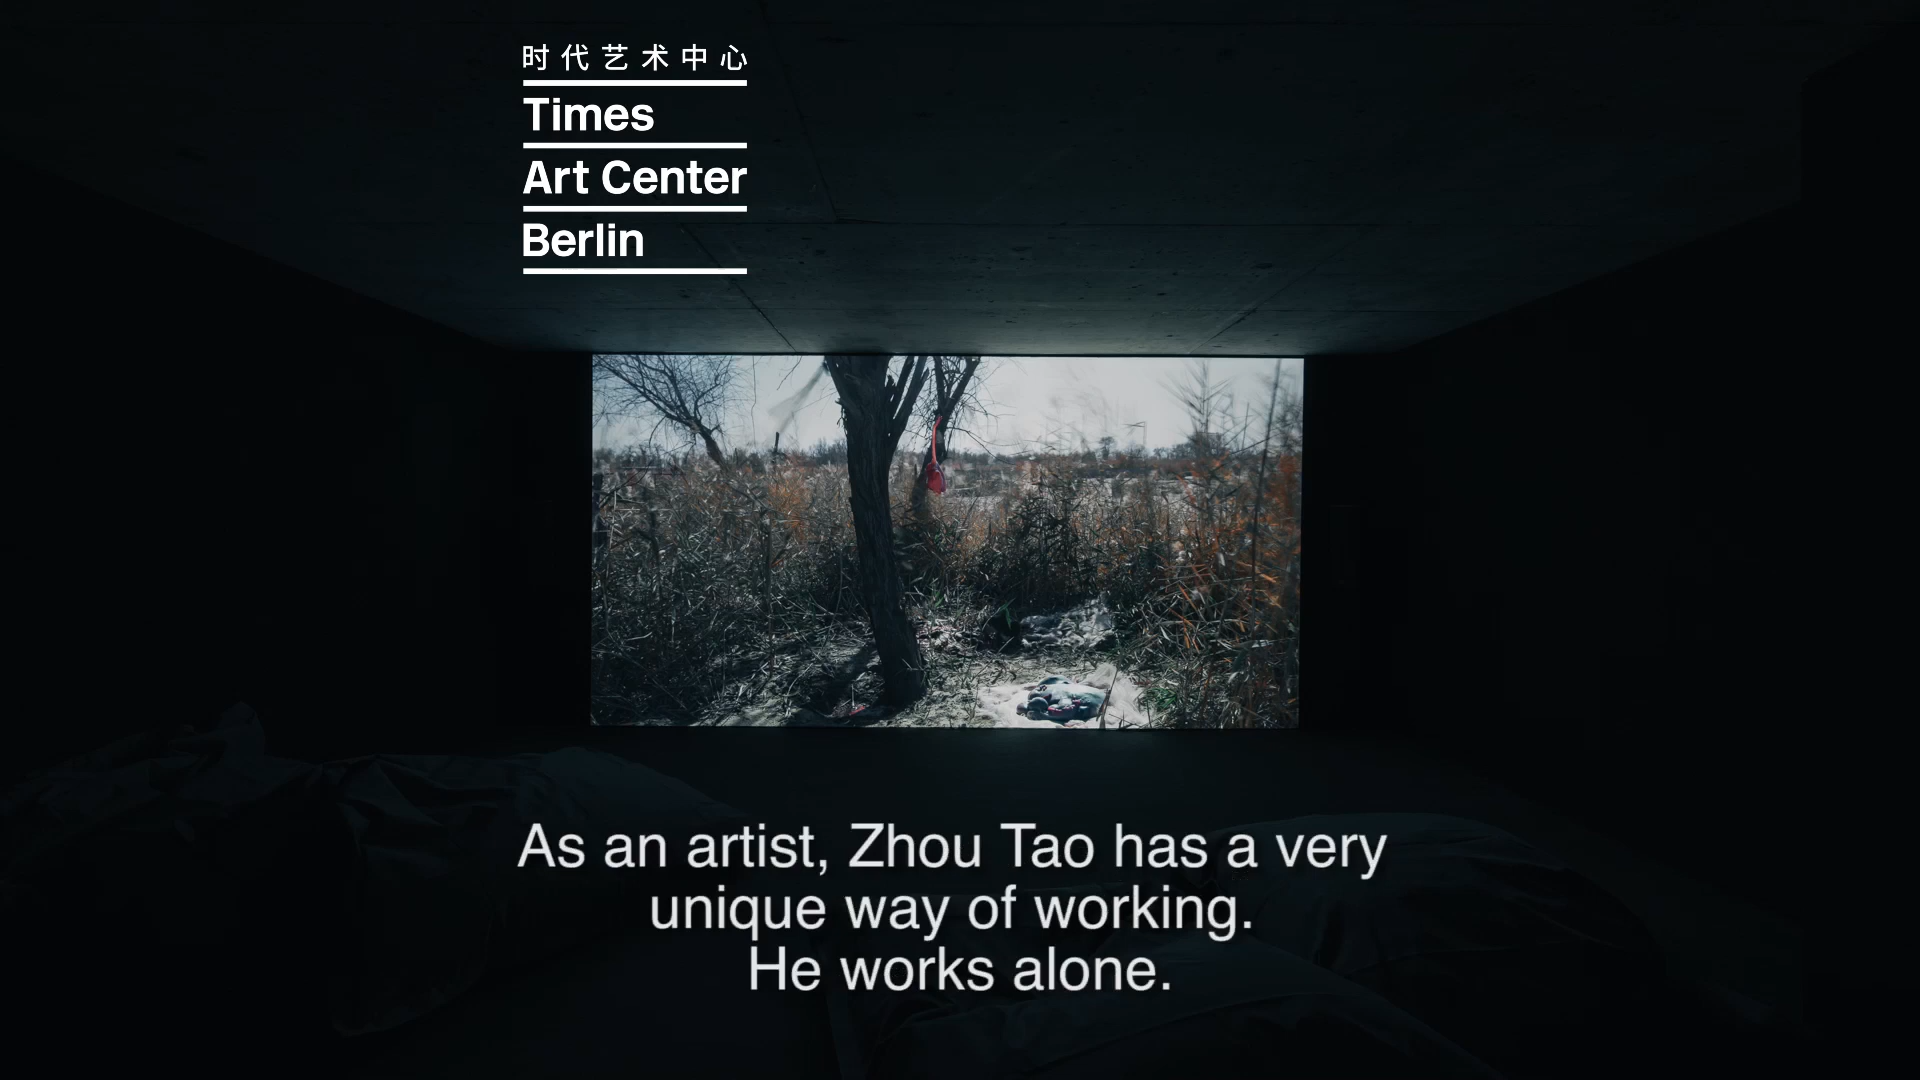 时代艺术中心
Times
Art Center
Berlin
As an artist, Zhou Tao has a very
unique way of working.
He works alone.